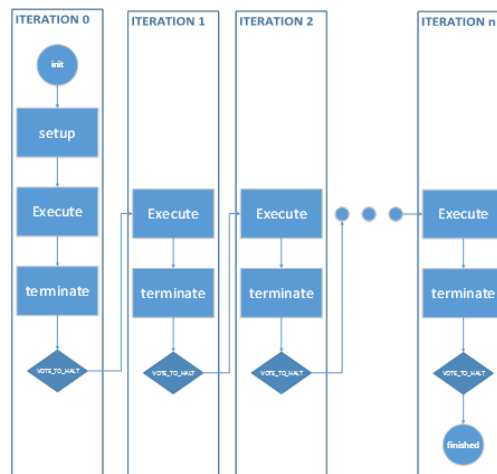 ITERATION 0
init
setup
Execute
terminate
VOTE_TO_HALT
ITERATION 1
Execute
terminate
VOTE_TO_HALT
ITERATION 2
Execute
terminate
VOTE_TO_HALT
ITERATION n
Execute
terminate
VOTE_TO_HALT
finished